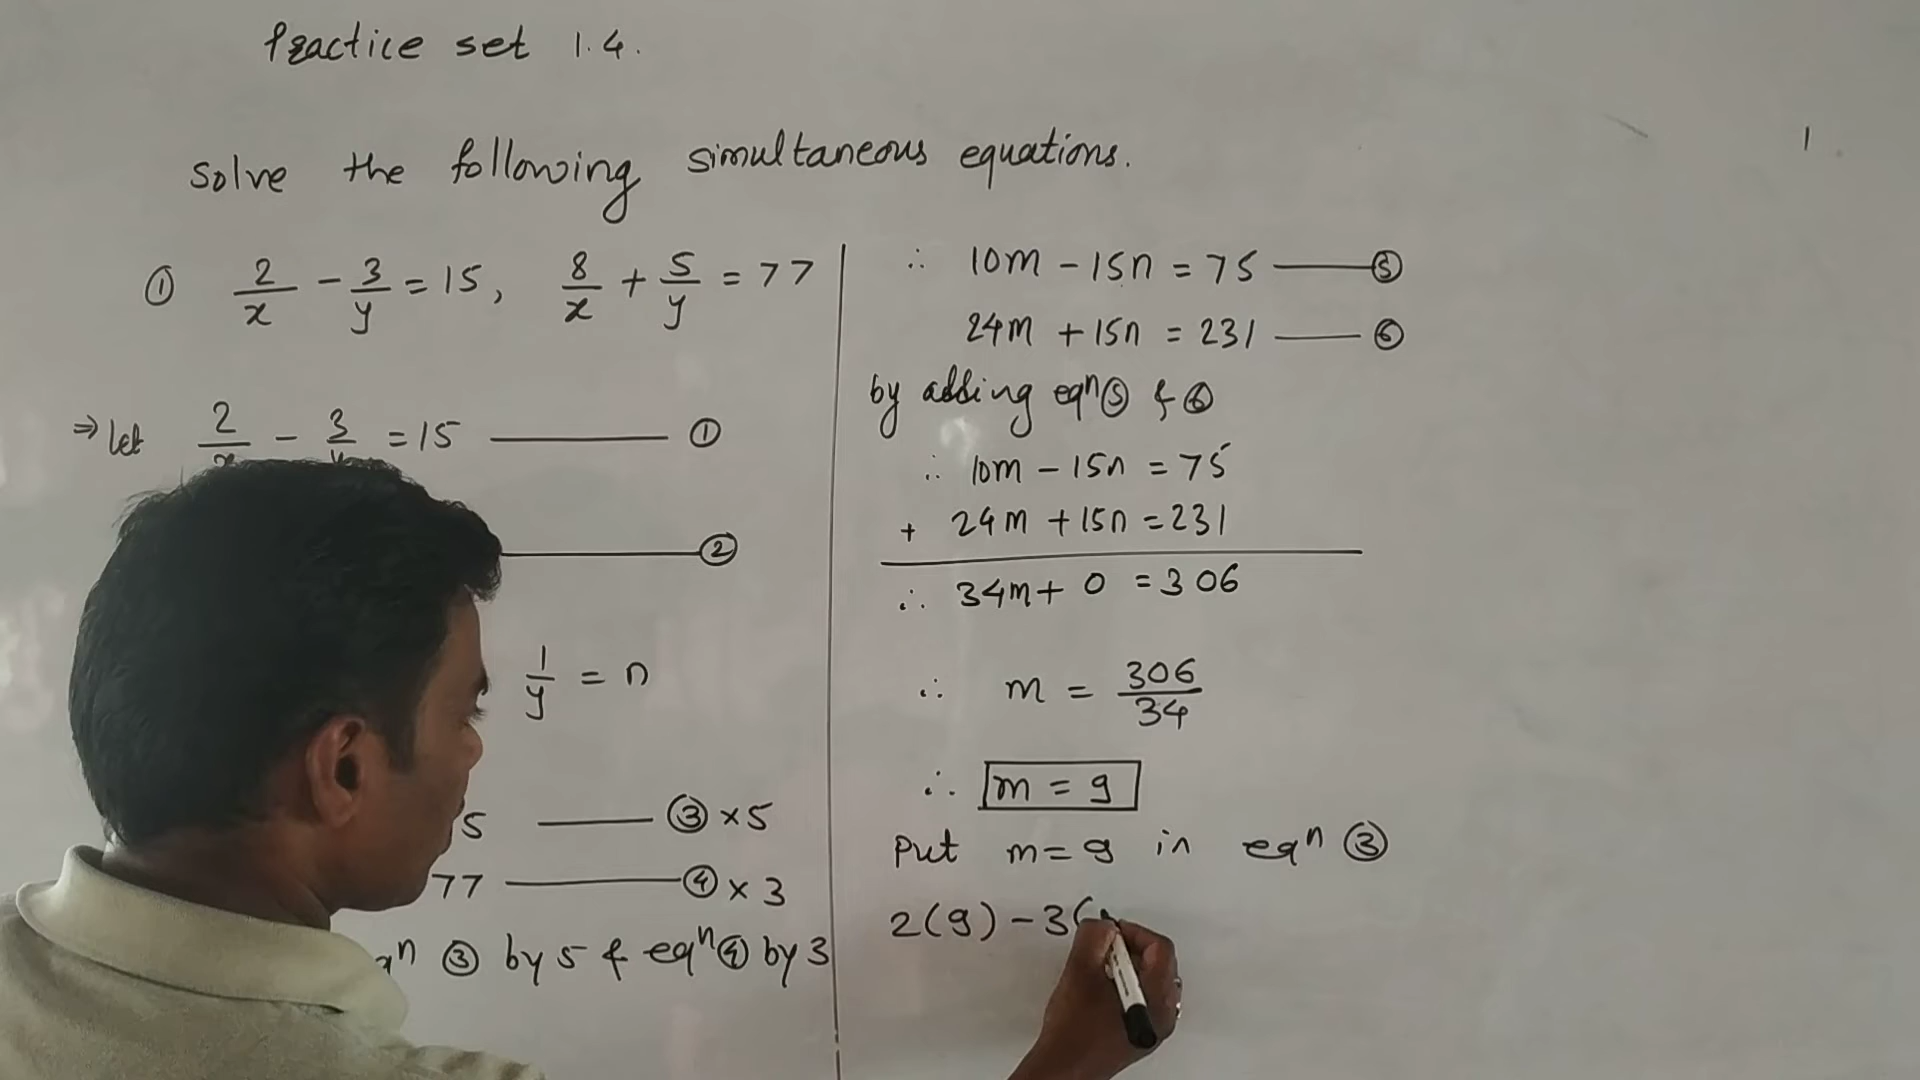 Practice set 1.4.
Solve the following simultaneous equations.
① 2/x - 3/y = 15, 8/x + 5/y = 77
⇒ let 2/x - 3/y = 15 ——— ①
——— ②
1/y = n
5 ——— ③ × 5
77 ——— ④ × 3
③ by 5 & eqⁿ ④ by 3
∴ 10m - 15n = 75 ——— ⑤
24m + 15n = 231 ——— ⑥
by adding eqⁿ ⑤ & ⑥
∴ 10m - 15n = 75
+ 24m + 15n = 231
∴ 34m + 0 = 306
∴ m = 306/34
∴ m = 9
Put m = 9 in eqⁿ ③
2(9) - 3(